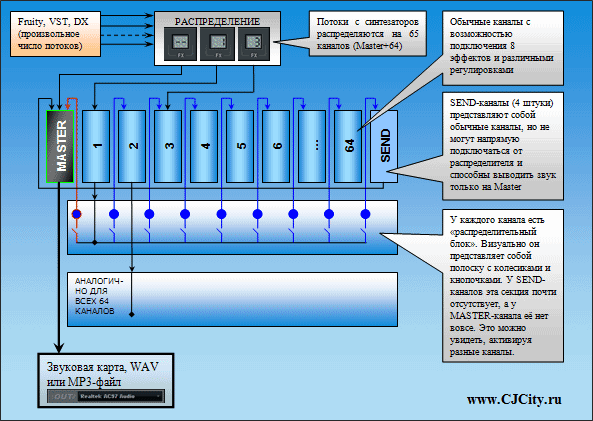 Fruity, VST, DX
(произвольное
число потоков)
РАСПРЕДЕЛЕНИЕ
--
1
3
FX
FX
FX
Потоки с синтезаторов
распределяются на 65
каналов (Master+64)
Обычные каналы с
возможностью
подключения 8
эффектов и различными
регулировками
SEND-каналы (4 штуки)
представляют собой
обычные каналы, но не
могут напрямую
подключаться от
распределителя и
способны выводить звук
только на Master
MASTER
1
2
3
4
5
6
...
64
SEND
У каждого канала есть
«распределительный
блок». Визуально он
представляет собой
полоску с колесиками и
кнопочками. У SEND-
каналов эта секция почти
отсутствует, а у
MASTER-канала её нет
вовсе. Это можно
увидеть, активируя
разные каналы.
АНАЛОГИЧ-
НО ДЛЯ
ВСЕХ 64
КАНАЛОВ
Звуковая карта, WAV
или MP3-файл
OUT
Realtek AC97 Audio
www.CJCity.ru